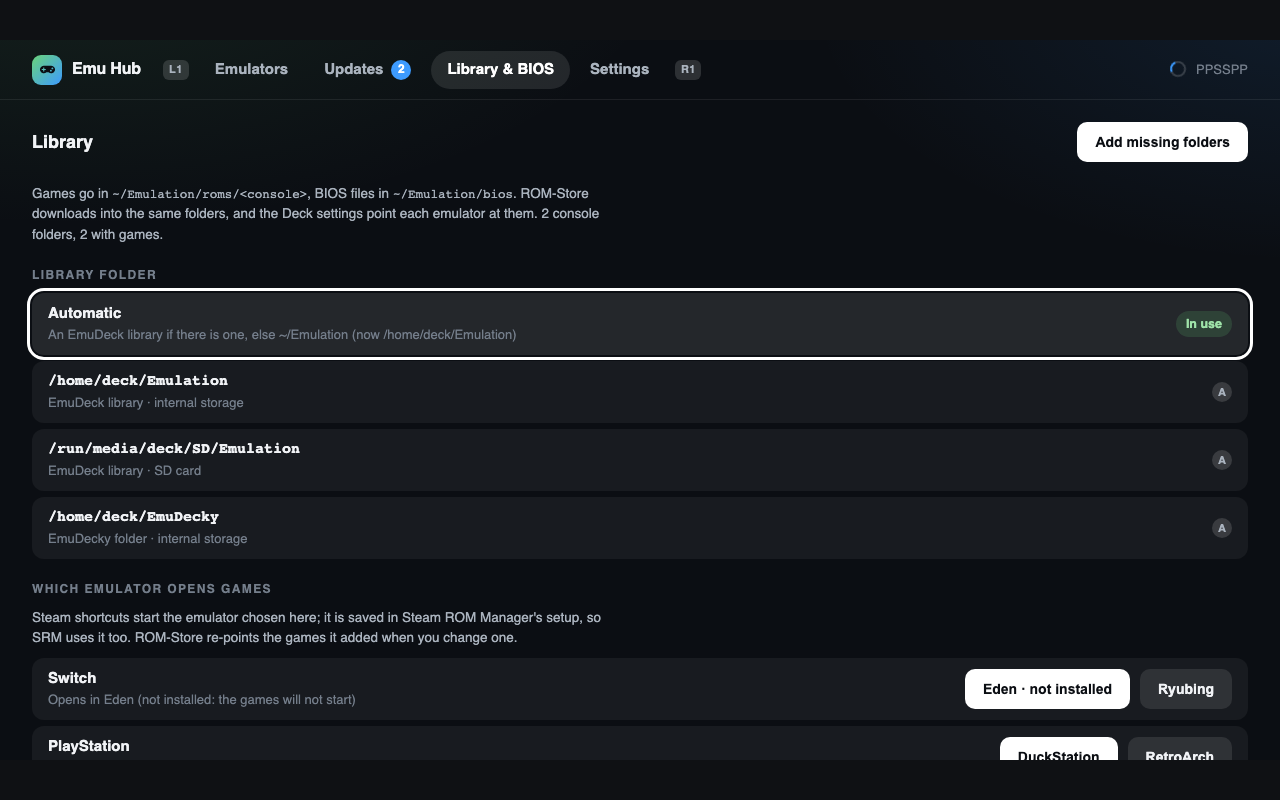 Emu Hub L1 Emulators Updates 2 Library & BIOS Settings R1 PPSSPP
Library
Add missing folders
Games go in ~/Emulation/roms/<console>, BIOS files in ~/Emulation/bios. ROM-Store
downloads into the same folders, and the Deck settings point each emulator at them. 2 console
folders, 2 with games.
LIBRARY FOLDER
Automatic
An EmuDeck library if there is one, else ~/Emulation (now /home/deck/Emulation)
In use
/home/deck/Emulation
EmuDeck library · internal storage
A
/run/media/deck/SD/Emulation
EmuDeck library · SD card
A
/home/deck/EmuDecky
EmuDecky folder · internal storage
A
WHICH EMULATOR OPENS GAMES
Steam shortcuts start the emulator chosen here; it is saved in Steam ROM Manager's setup, so
SRM uses it too. ROM-Store re-points the games it added when you change one.
Switch
Opens in Eden (not installed: the games will not start)
Eden · not installed Ryubing
PlayStation
DuckStation RetroArch